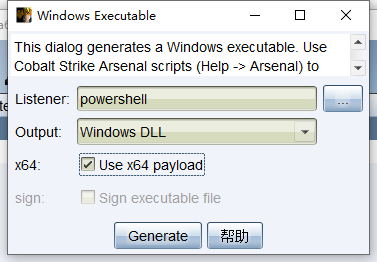 Windows Executable
This dialog generates a Windows executable. Use
Cobalt Strike Arsenal scripts (Help -> Arsenal) to
Listener: powershell ...
Output: Windows DLL
x64: Use x64 payload
sign: Sign executable file
Generate 帮助